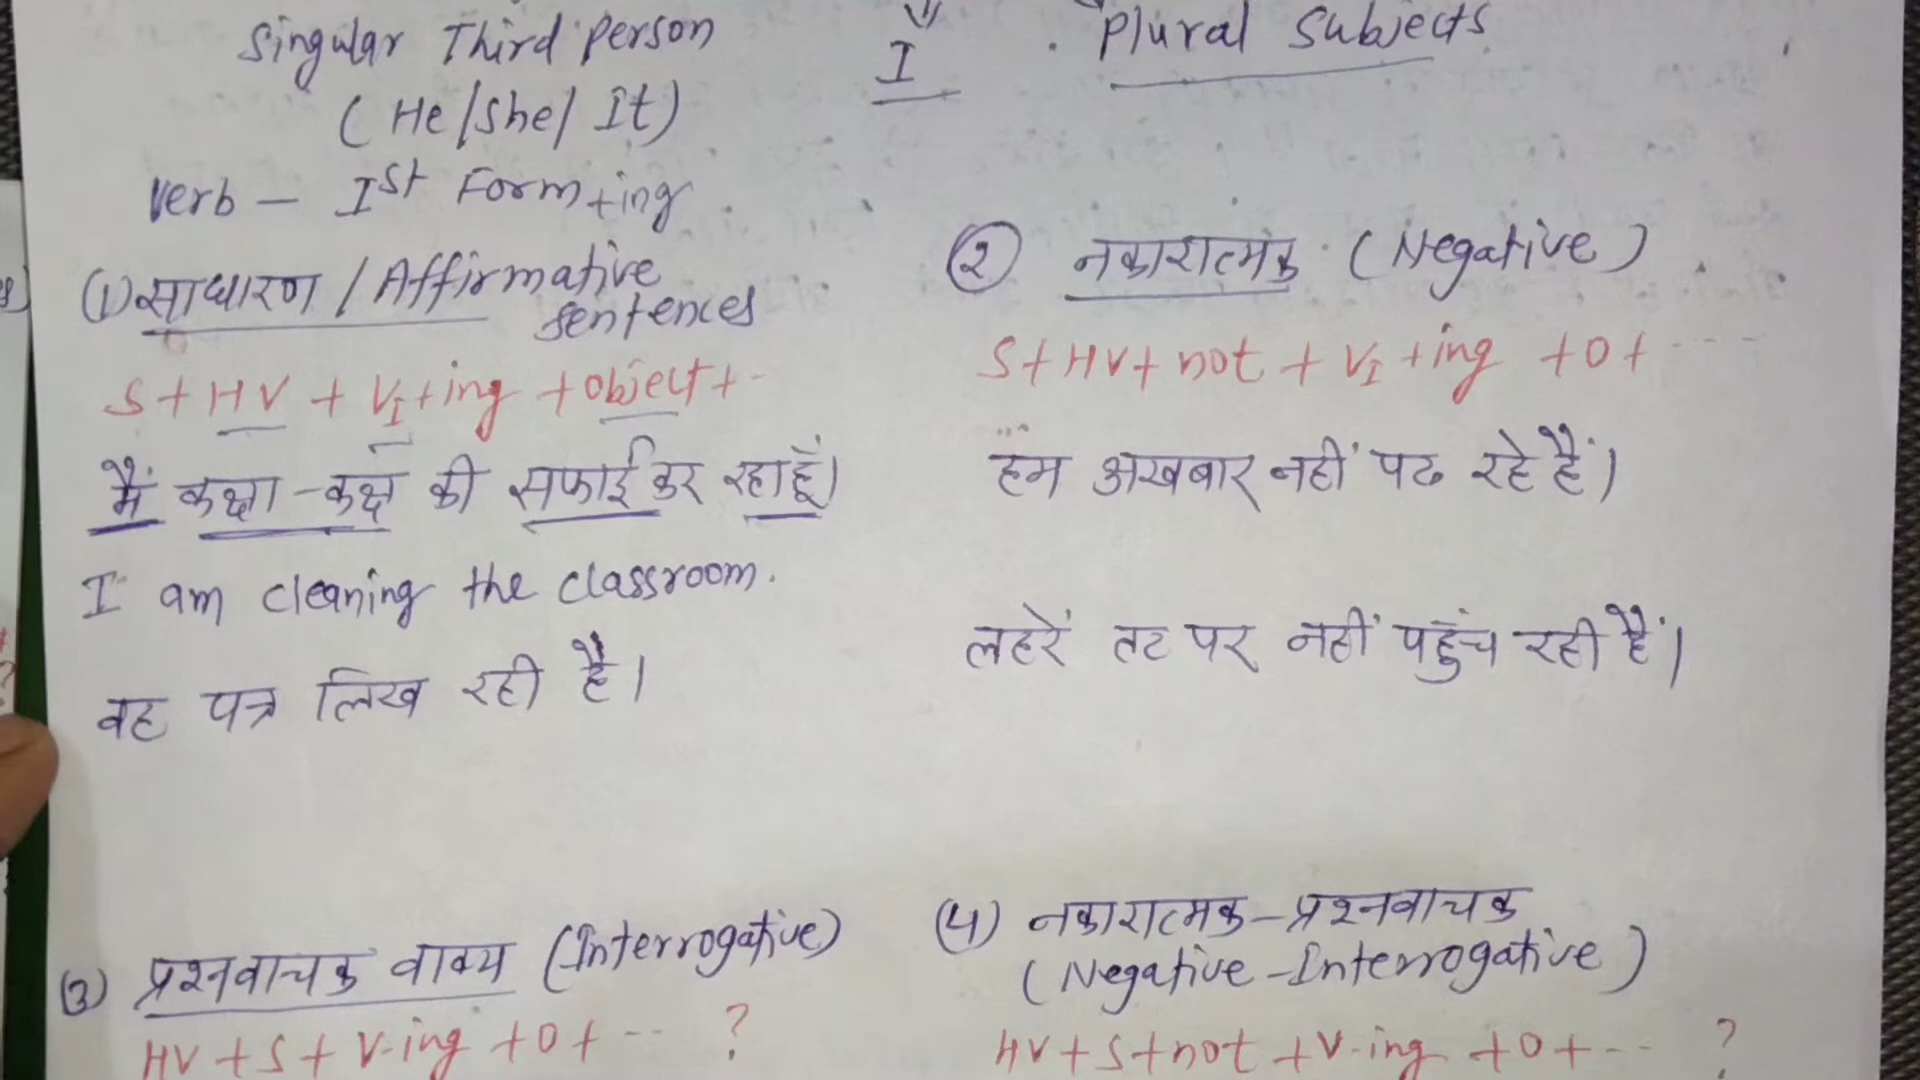 Singular Third Person
(He/She/ It)
I
Plural Subjects
Verb - Ist Form+ing
(1) साधारण / Affirmative
sentences
S + HV + VI+ing + object + -
मैं कक्षा-कक्ष की सफाई कर रहा हूँ।
I am cleaning the classroom.
वह पत्र लिख रही है।
(२) नकारात्मक (Negative)
S + HV + not + VI +ing + O + ----
हम अखबार नहीं पढ रहे हैं।
लहरें तट पर नहीं पहुँच रही हैं।
(3) प्रश्नवाचक वाक्य (Interrogative)
HV + S + V-ing + O + --- ?
(4) नकारात्मक-प्रश्नवाचक
(Negative-Interrogative)
HV + S + not + V-ing + O + --- ?